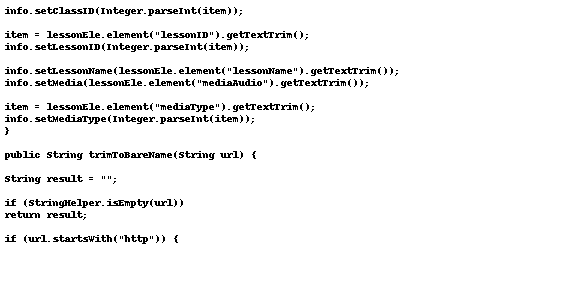 info.setClassID(Integer.parseInt(item));
item = lessonEle.element("lessonID").getTextTrim();
info.setLessonID(Integer.parseInt(item));
info.setLessonName(lessonEle.element("lessonName").getTextTrim());
info.setMedia(lessonEle.element("mediaAudio").getTextTrim());
item = lessonEle.element("mediaType").getTextTrim();
info.setMediaType(Integer.parseInt(item));
}
public String trimToBareName(String url) {
String result = "";
if (StringHelper.isEmpty(url))
return result;
if (url.startsWith("http")) {